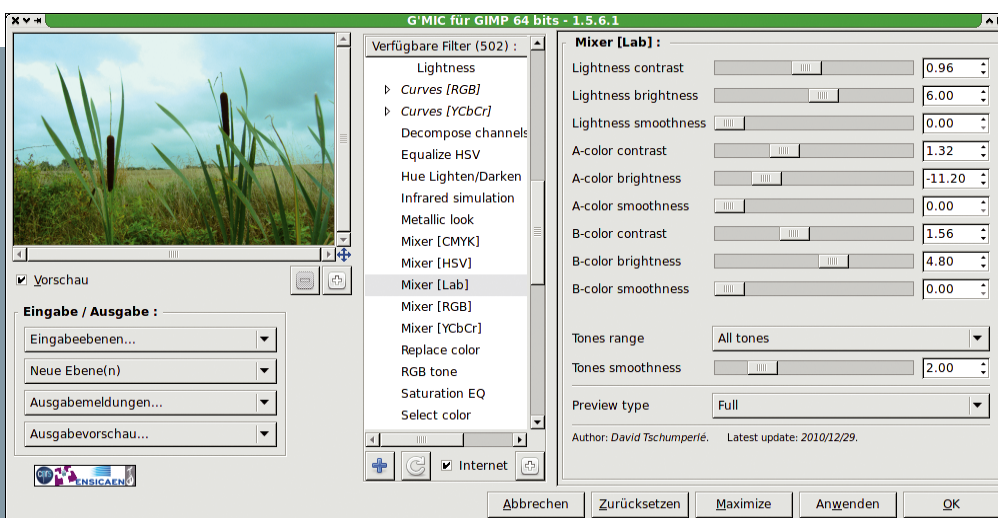 G'MIC für GIMP 64 bits - 1.5.6.1
Vorschau
Eingabe / Ausgabe :
Eingabeebenen...
Neue Ebene(n)
Ausgabemeldungen...
Ausgabevorschau...
ENSICAEN
Verfügbare Filter (502) :
Lightness
Curves [RGB]
Curves [YCbCr]
Decompose channels
Equalize HSV
Hue Lighten/Darken
Infrared simulation
Metallic look
Mixer [CMYK]
Mixer [HSV]
Mixer [Lab]
Mixer [RGB]
Mixer [YCbCr]
Replace color
RGB tone
Saturation EQ
Select color
Internet
Mixer [Lab] :
Lightness contrast 0.96
Lightness brightness 6.00
Lightness smoothness 0.00
A-color contrast 1.32
A-color brightness -11.20
A-color smoothness 0.00
B-color contrast 1.56
B-color brightness 4.80
B-color smoothness 0.00
Tones range All tones
Tones smoothness 2.00
Preview type Full
Author: David Tschumperlé. Latest update: 2010/12/29.
Abbrechen Zurücksetzen Maximize Anwenden OK